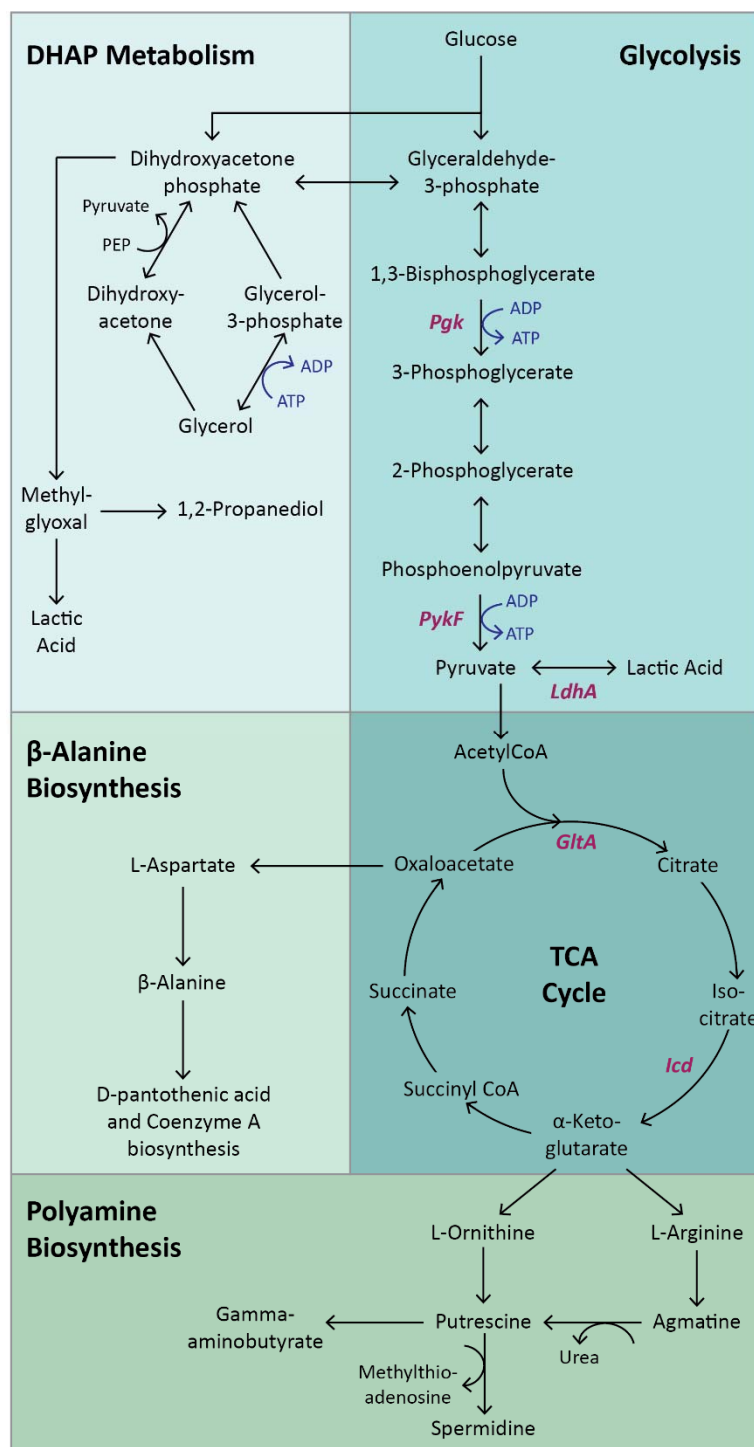 DHAP Metabolism
Glycolysis
Glucose
Dihydroxyacetone
phosphate
Glyceraldehyde-
3-phosphate
Pyruvate
PEP
Dihydroxy-
acetone
Glycerol-
3-phosphate
1,3-Bisphosphoglycerate
Pgk
ADP
ATP
ADP
ATP
Glycerol
3-Phosphoglycerate
2-Phosphoglycerate
Methyl-
glyoxal
1,2-Propanediol
Lactic
Acid
Phosphoenolpyruvate
PykF
ADP
ATP
Pyruvate
Lactic Acid
LdhA
β-Alanine
Biosynthesis
AcetylCoA
GltA
L-Aspartate
Oxaloacetate
Citrate
TCA
Cycle
β-Alanine
Succinate
Iso-
citrate
Icd
D-pantothenic acid
and Coenzyme A
biosynthesis
Succinyl CoA
α-Keto-
glutarate
Polyamine
Biosynthesis
L-Ornithine
L-Arginine
Gamma-
aminobutyrate
Putrescine
Agmatine
Urea
Methylthio-
adenosine
Spermidine